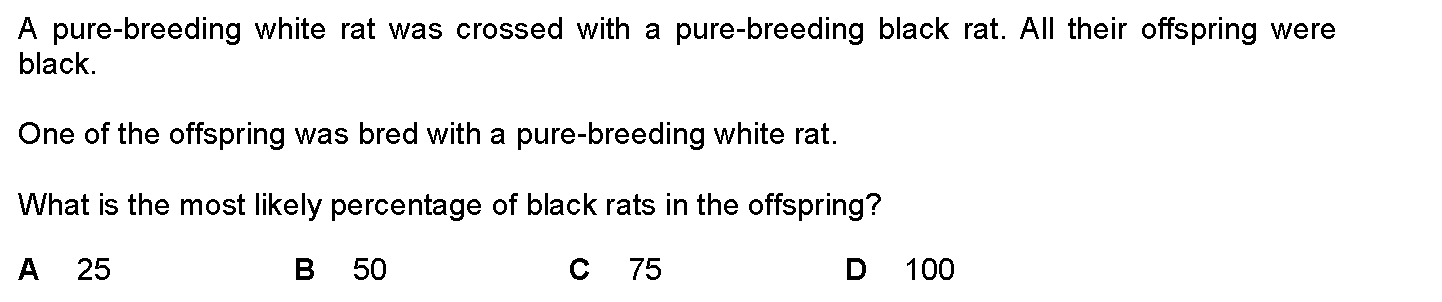 A pure-breeding white rat was crossed with a pure-breeding black rat. All their offspring were
black.
One of the offspring was bred with a pure-breeding white rat.
What is the most likely percentage of black rats in the offspring?
A 25 B 50 C 75 D 100